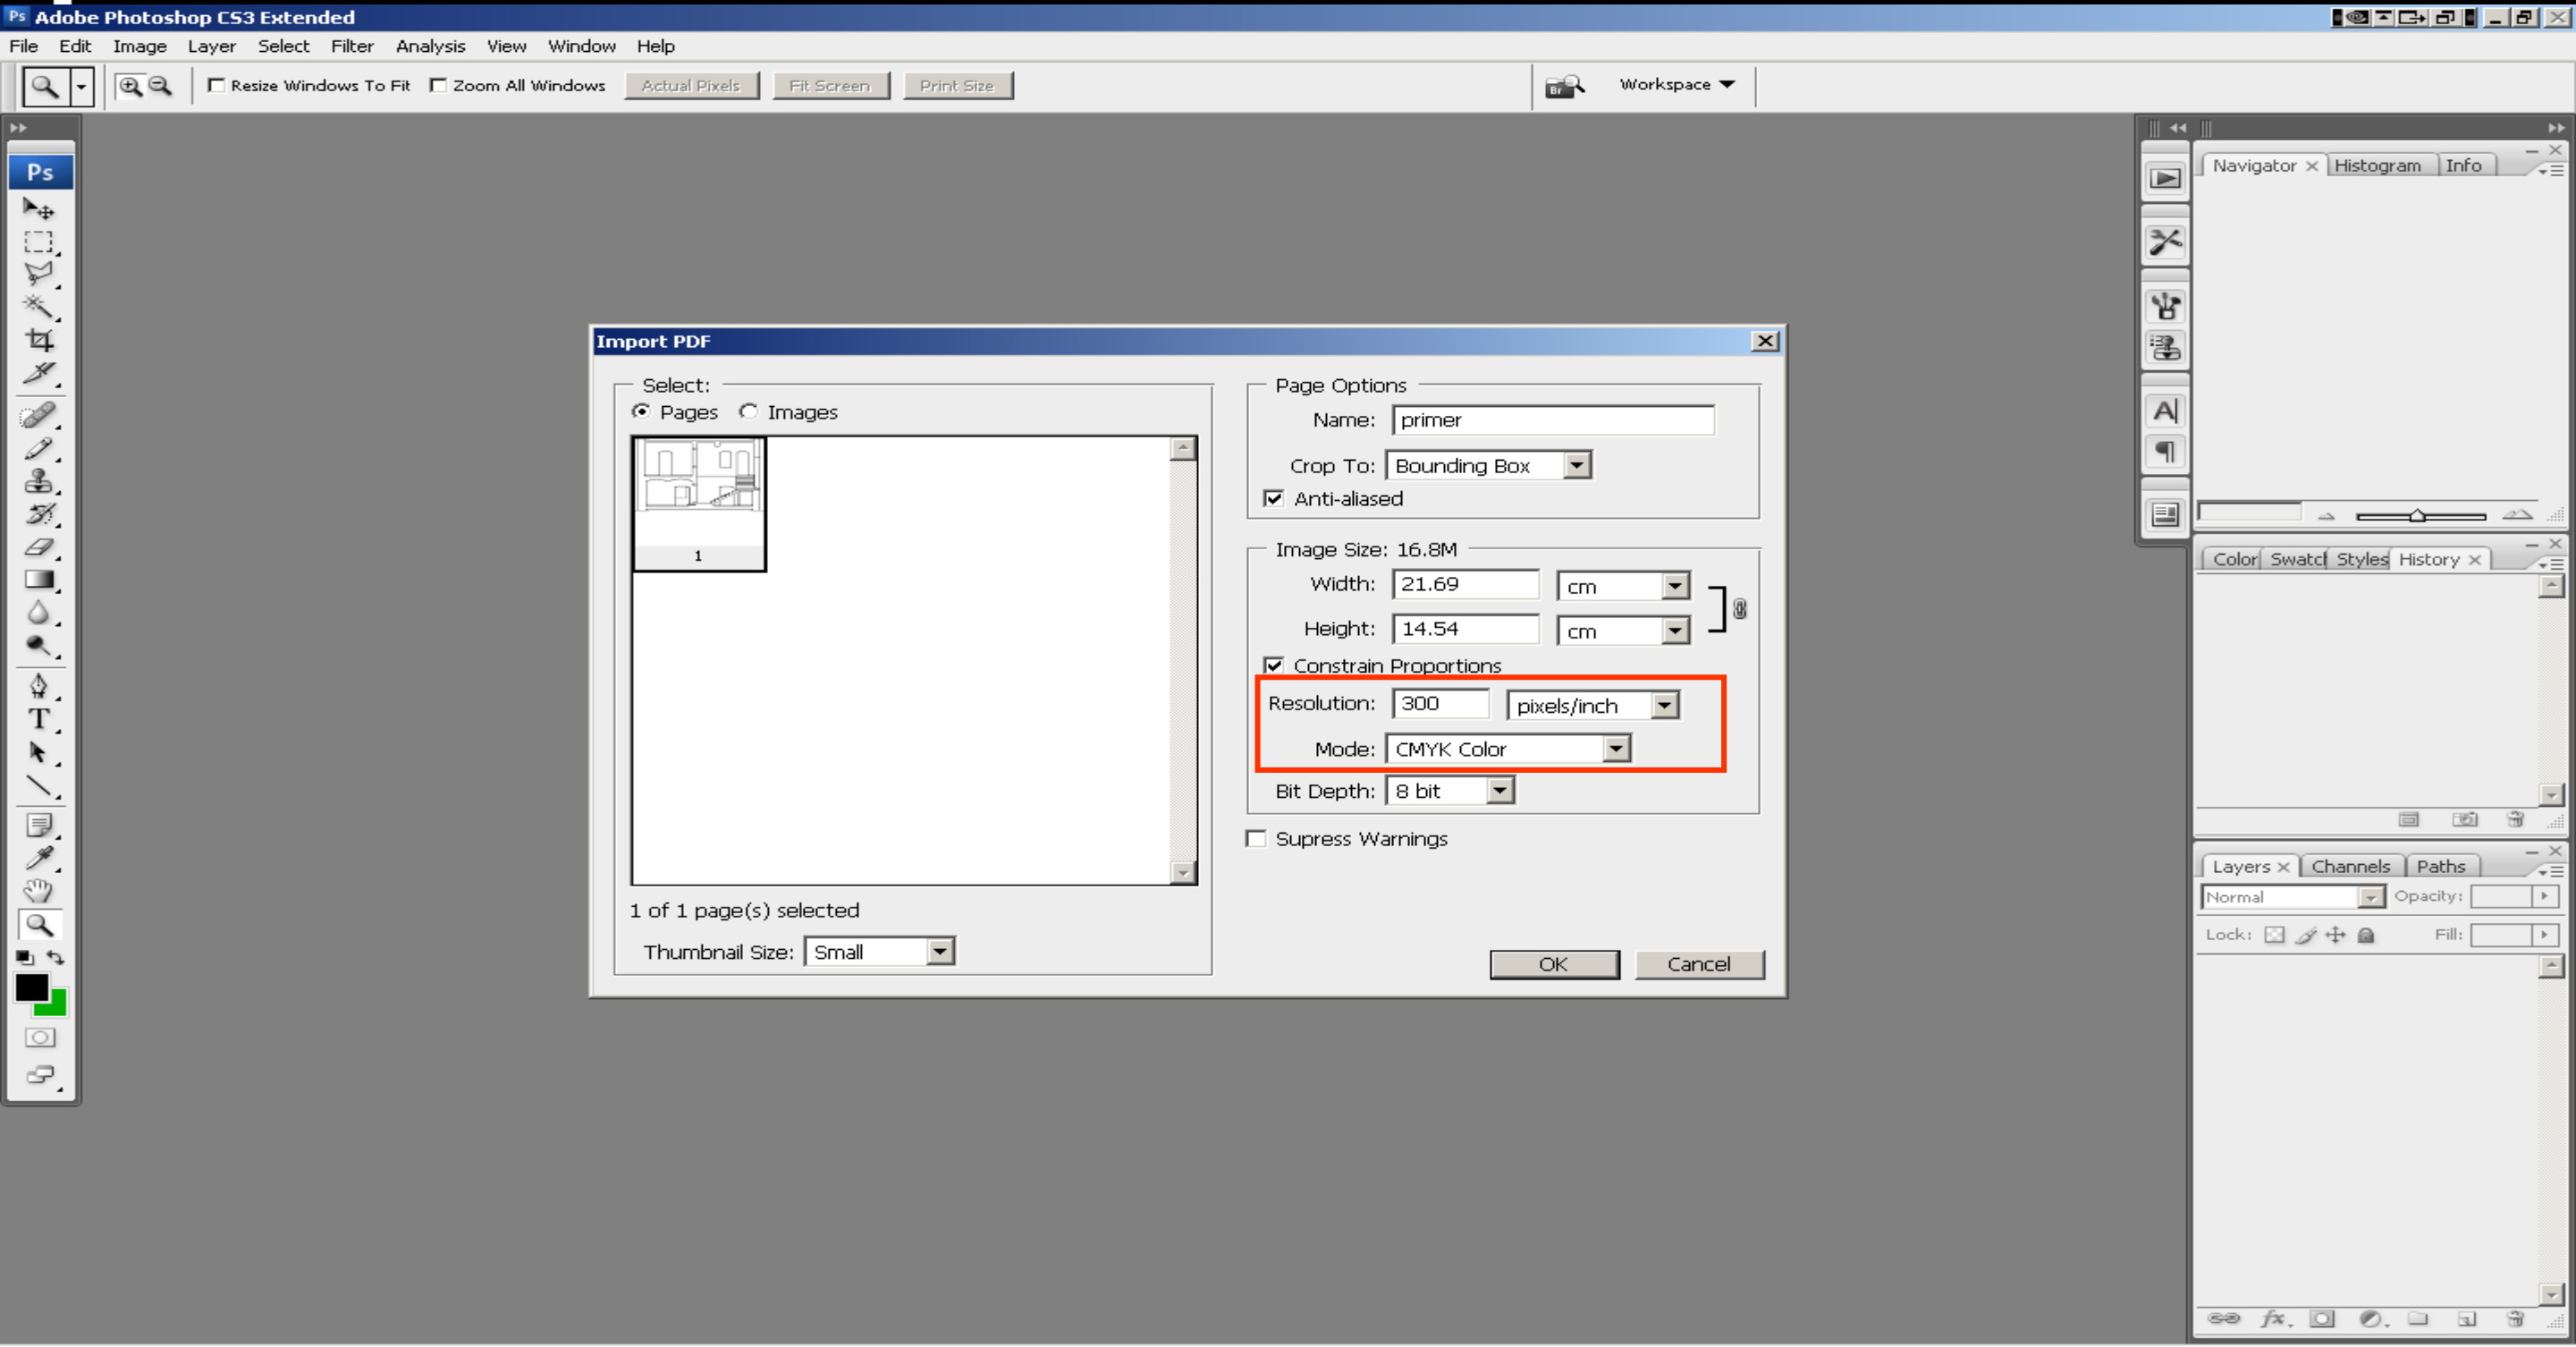 Ps Adobe Photoshop CS3 Extended
File Edit Image Layer Select Filter Analysis View Window Help
Resize Windows To Fit Zoom All Windows Actual Pixels Fit Screen Print Size Br Workspace
Ps
Navigator Histogram Info
Import PDF
Select:
Pages Images
1
1 of 1 page(s) selected
Thumbnail Size: Small
Page Options
Name: primer
Crop To: Bounding Box
Anti-aliased
Image Size: 16.8M
Width: 21.69 cm
Height: 14.54 cm
Constrain Proportions
Resolution: 300 pixels/inch
Mode: CMYK Color
Bit Depth: 8 bit
Supress Warnings
OK Cancel
Color Swatcl Styles History
Layers Channels Paths
Normal Opacity:
Lock: Fill: